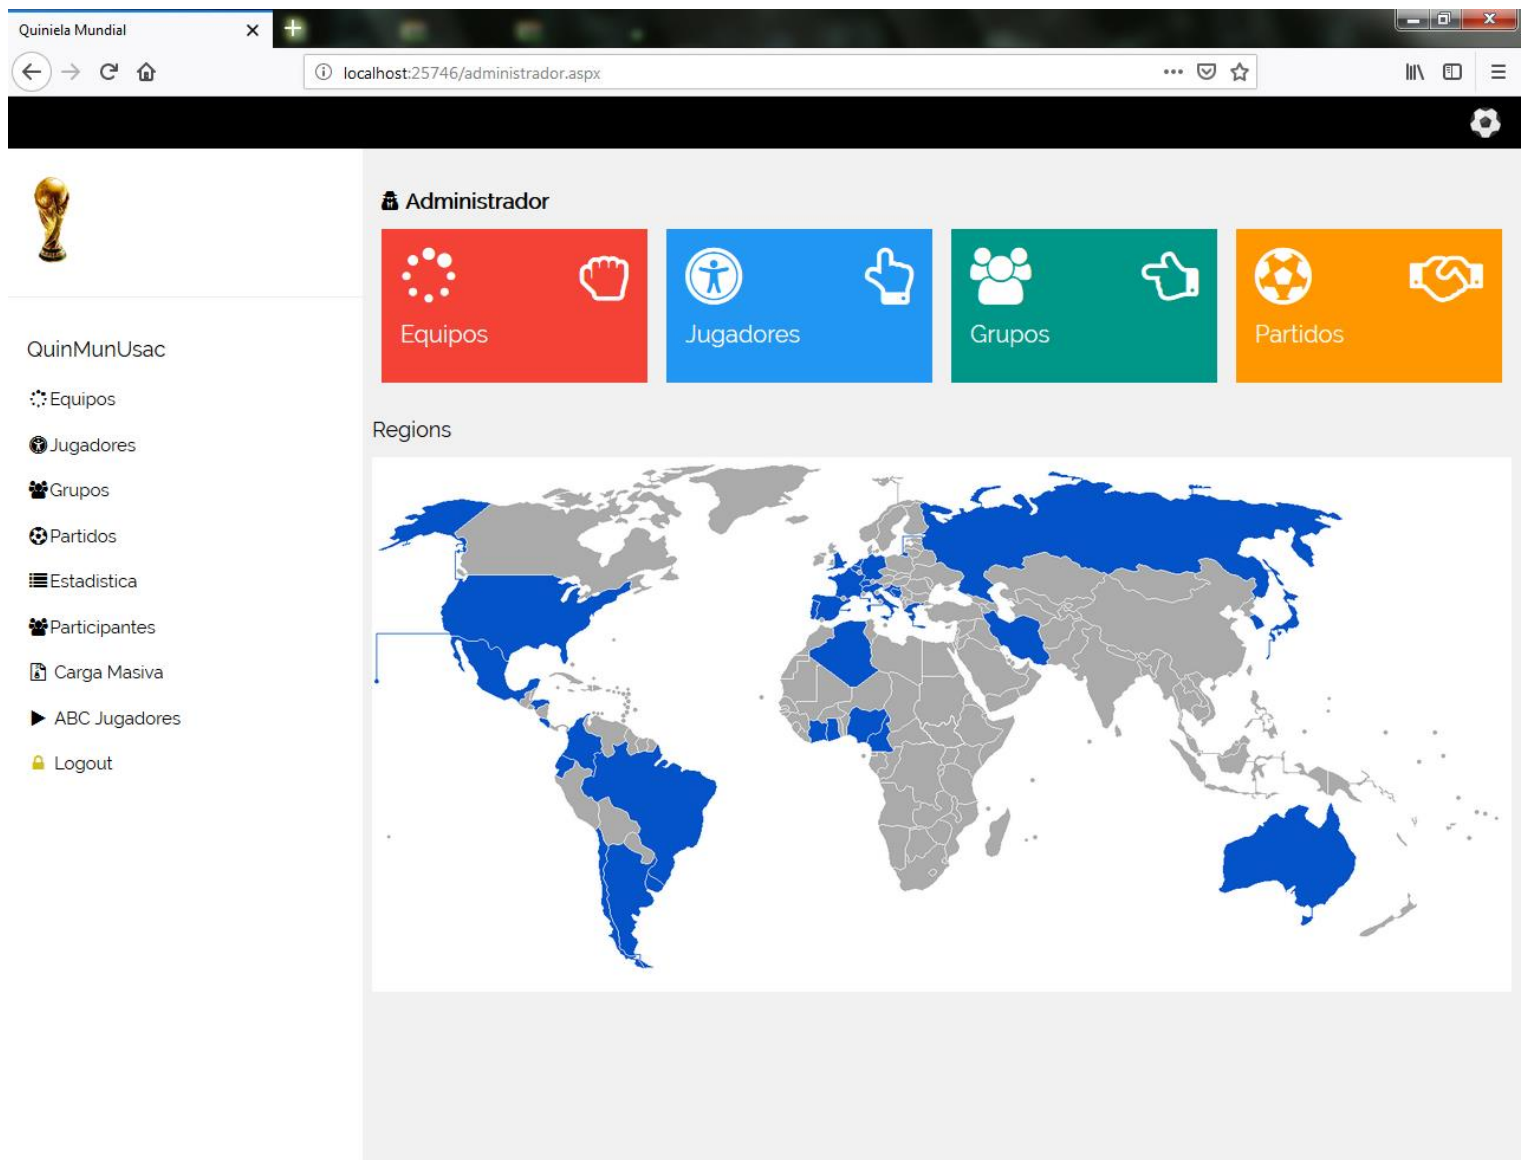 Quiniela Mundial
localhost:25746/administrador.aspx
Administrador
Equipos
Jugadores
Grupos
Partidos
QuinMunUsac
Equipos
Jugadores
Grupos
Partidos
Estadistica
Participantes
Carga Masiva
ABC Jugadores
Logout
Regions